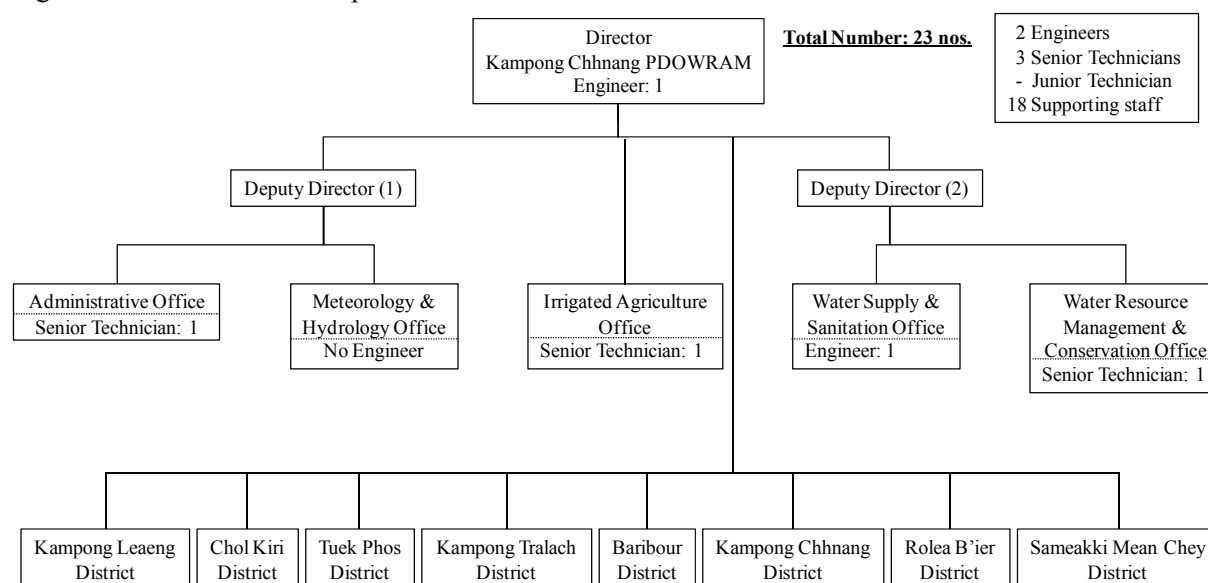 Director
Kampong Chhnang PDOWRAM
Engineer: 1
Total Number: 23 nos.
2 Engineers
3 Senior Technicians
- Junior Technician
18 Supporting staff
Deputy Director (1)
Deputy Director (2)
Administrative Office
Senior Technician: 1
Meteorology &
Hydrology Office
No Engineer
Irrigated Agriculture
Office
Senior Technician: 1
Water Supply &
Sanitation Office
Engineer: 1
Water Resource
Management &
Conservation Office
Senior Technician: 1
Kampong Leaeng
District
Chol Kiri
District
Tuek Phos
District
Kampong Tralach
District
Baribour
District
Kampong Chhnang
District
Rolea B’ier
District
Sameakki Mean Chey
District